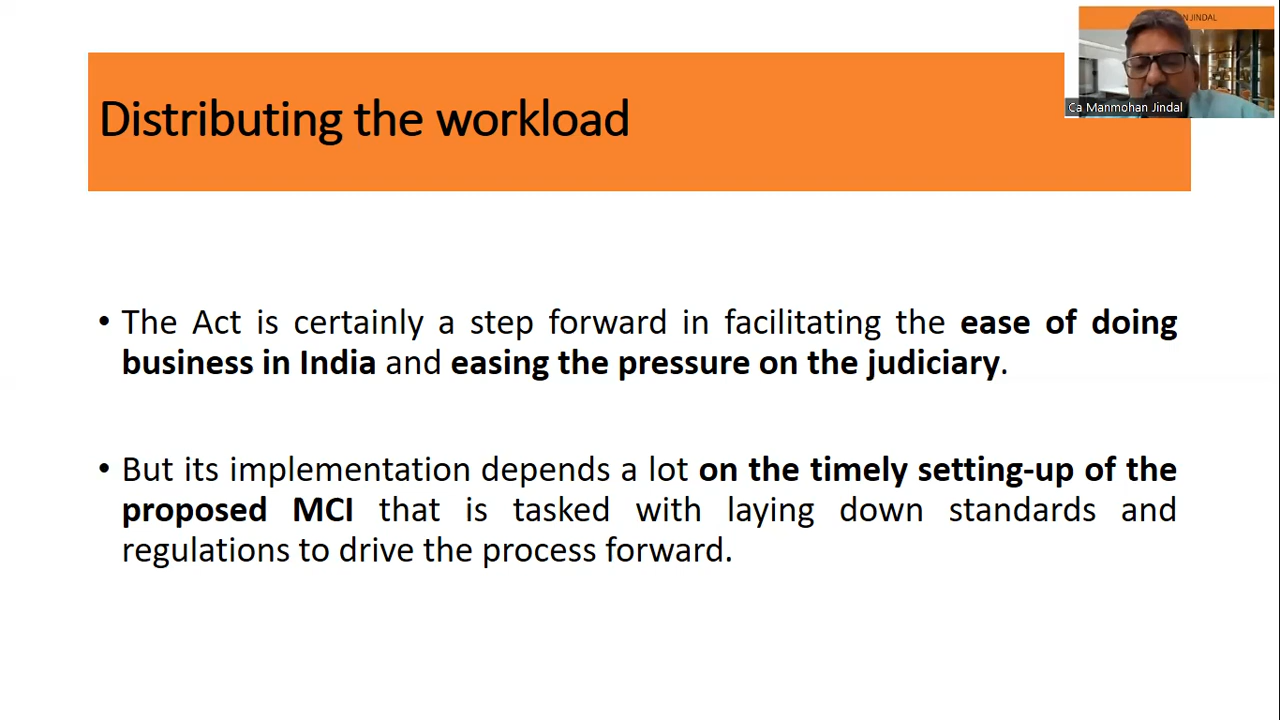 N JINDAL
Ca Manmohan Jindal
Distributing the workload
• The Act is certainly a step forward in facilitating the ease of doing
business in India and easing the pressure on the judiciary.
• But its implementation depends a lot on the timely setting-up of the
proposed MCI that is tasked with laying down standards and
regulations to drive the process forward.